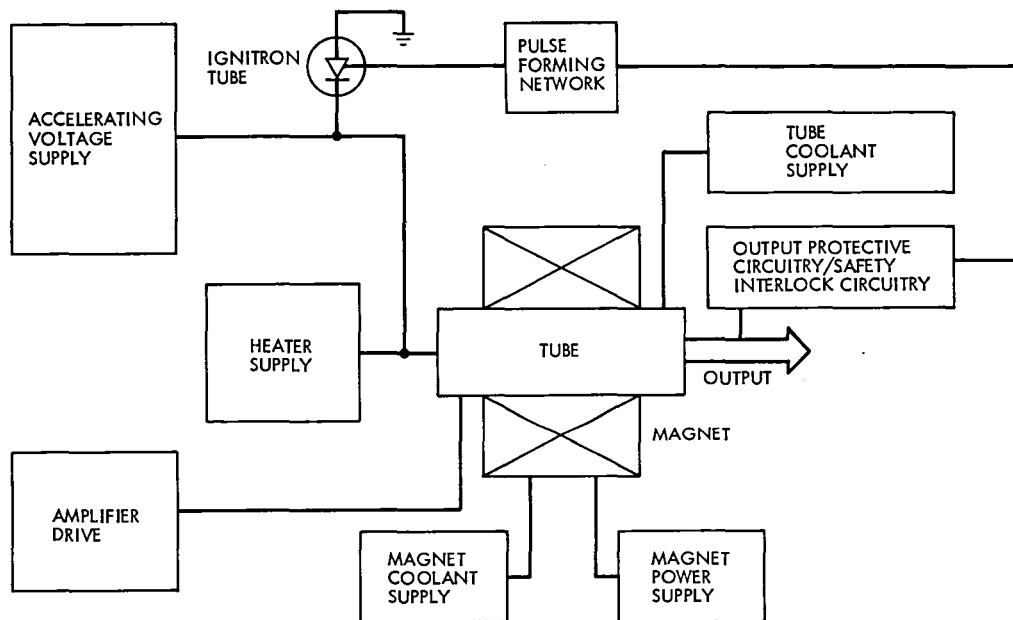 IGNITRON
TUBE
PULSE
FORMING
NETWORK
ACCELERATING
VOLTAGE
SUPPLY
TUBE
COOLANT
SUPPLY
OUTPUT PROTECTIVE
CIRCUITRY/SAFETY
INTERLOCK CIRCUITRY
HEATER
SUPPLY
TUBE
OUTPUT
MAGNET
AMPLIFIER
DRIVE
MAGNET
COOLANT
SUPPLY
MAGNET
POWER
SUPPLY